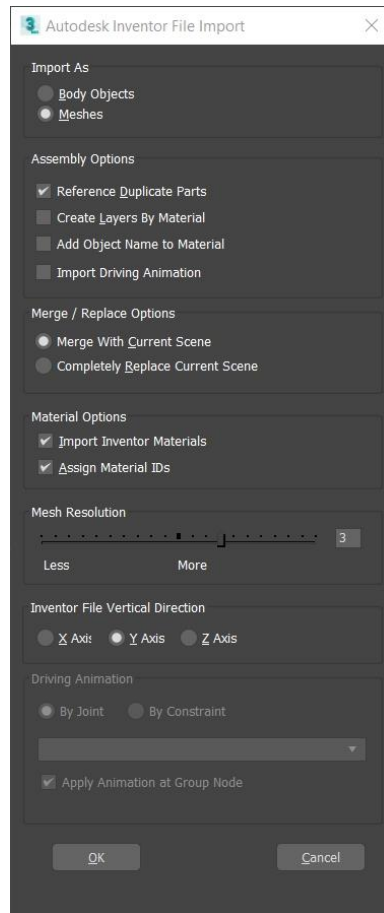 Autodesk Inventor File Import
Import As
Body Objects
Meshes
Assembly Options
Reference Duplicate Parts
Create Layers By Material
Add Object Name to Material
Import Driving Animation
Merge / Replace Options
Merge With Current Scene
Completely Replace Current Scene
Material Options
Import Inventor Materials
Assign Material IDs
Mesh Resolution
3
Less More
Inventor File Vertical Direction
X Axis Y Axis Z Axis
Driving Animation
By Joint By Constraint
Apply Animation at Group Node
OK Cancel